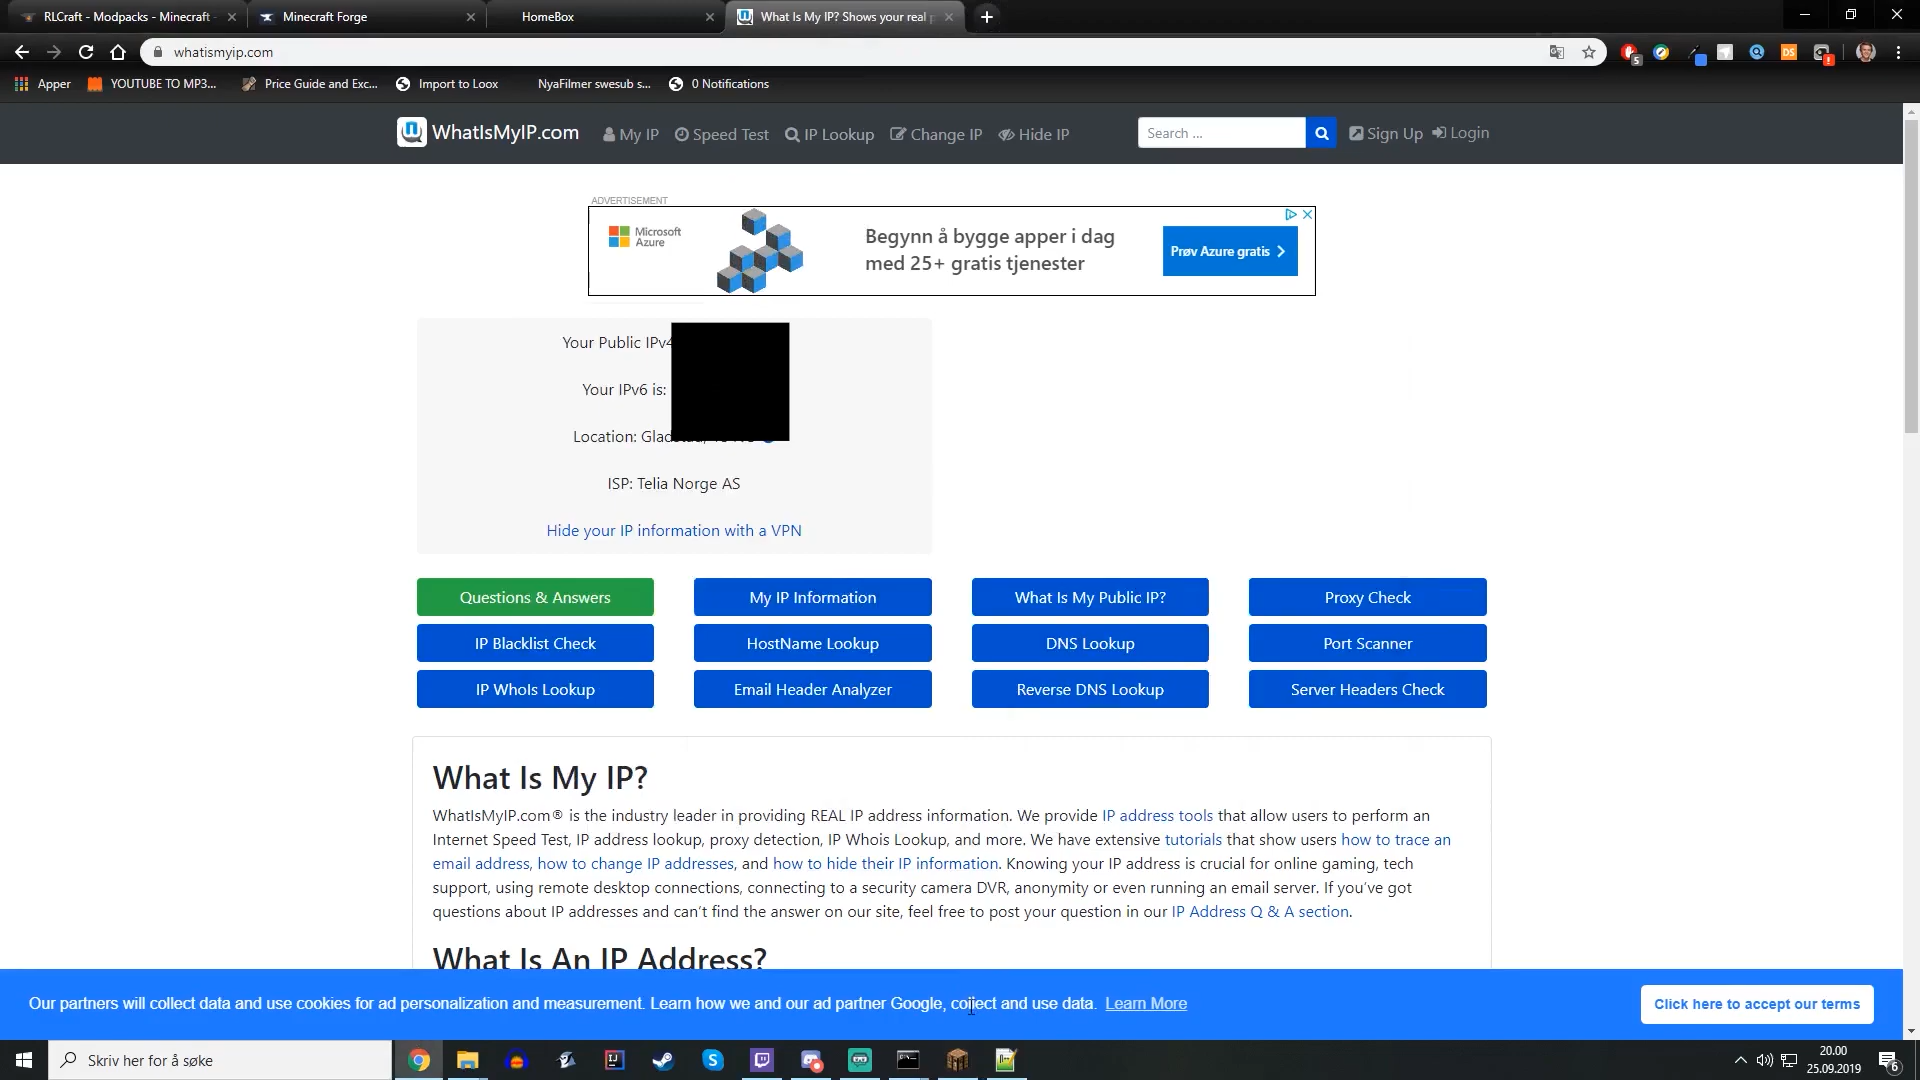 RLCraft - Modpacks - Minecraft -
Minecraft Forge
HomeBox
What Is My IP? Shows your real
whatismyip.com
5
Apper
YOUTUBE TO MP3...
Price Guide and Exc...
Import to Loox
NyaFilmer swesub s...
0 Notifications
WhatIsMyIP.com
My IP
Speed Test
IP Lookup
Change IP
Hide IP
Search ...
Sign Up
Login
ADVERTISEMENT
Microsoft
Azure
Begynn å bygge apper i dag
med 25+ gratis tjenester
Prøv Azure gratis
Your Public IPv4
Your IPv6 is:
Location:
ISP: Telia Norge AS
Hide your IP information with a VPN
Questions & Answers
My IP Information
What Is My Public IP?
Proxy Check
IP Blacklist Check
HostName Lookup
DNS Lookup
Port Scanner
IP WhoIs Lookup
Email Header Analyzer
Reverse DNS Lookup
Server Headers Check
What Is My IP?
WhatIsMyIP.com® is the industry leader in providing REAL IP address information. We provide IP address tools that allow users to perform an
Internet Speed Test, IP address lookup, proxy detection, IP Whois Lookup, and more. We have extensive tutorials that show users how to trace an
email address, how to change IP addresses, and how to hide their IP information. Knowing your IP address is crucial for online gaming, tech
support, using remote desktop connections, connecting to a security camera DVR, anonymity or even running an email server. If you've got
questions about IP addresses and can't find the answer on our site, feel free to post your question in our IP Address Q & A section.
What Is An IP Address?
Our partners will collect data and use cookies for ad personalization and measurement. Learn how we and our ad partner Google, collect and use data. Learn More
Click here to accept our terms
Skriv her for å søke
20.00
25.09.2019
6